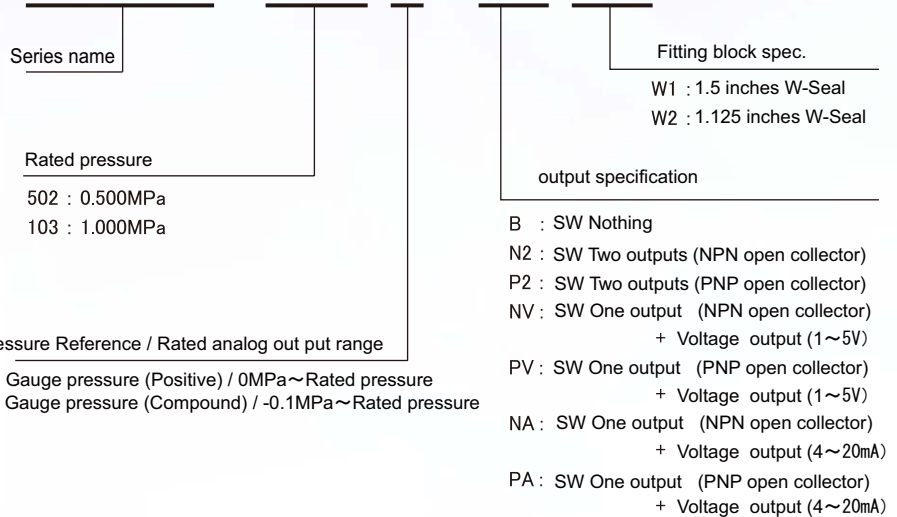 Series name
Fitting block spec.
W1 : 1.5 inches W-Seal
W2 : 1.125 inches W-Seal
Rated pressure
502 : 0.500MPa
103 : 1.000MPa
output specification
B : SW Nothing
N2 : SW Two outputs (NPN open collector)
P2 : SW Two outputs (PNP open collector)
NV : SW One output (NPN open collector)
+ Voltage output (1～5V)
PV : SW One output (PNP open collector)
+ Voltage output (1～5V)
NA : SW One output (NPN open collector)
+ Voltage output (4～20mA)
PA : SW One output (PNP open collector)
+ Voltage output (4～20mA)
essure Reference / Rated analog out put range
Gauge pressure (Positive) / 0MPa～Rated pressure
Gauge pressure (Compound) / -0.1MPa～Rated pressure